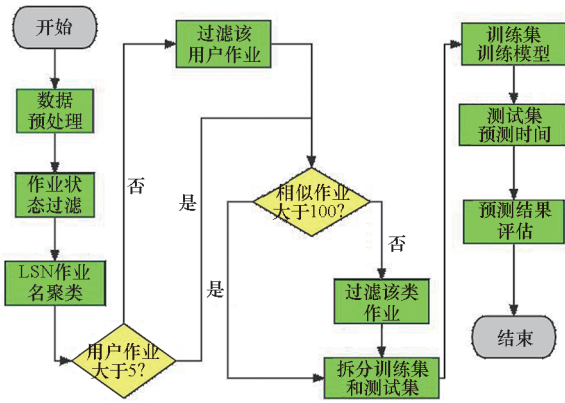 开始
数据
预处理
作业状
态过滤
LSN作业
名聚类
用户作业
大于5?
否
是
过滤该
用户作业
相似作业
大于100?
是
否
过滤该类
作业
拆分训练集
和测试集
训练集
训练模型
测试集
预测时间
预测结果
评估
结束